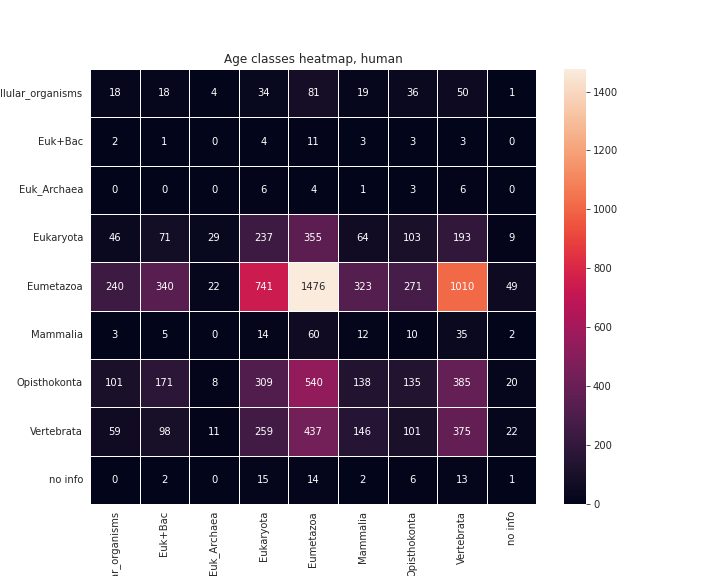 Age classes heatmap, human
llular_organisms 18 18 4 34 81 19 36 50 1
Euk+Bac 2 1 0 4 11 3 3 3 0
Euk_Archaea 0 0 0 6 4 1 3 6 0
Eukaryota 46 71 29 237 355 64 103 193 9
Eumetazoa 240 340 22 741 1476 323 271 1010 49
Mammalia 3 5 0 14 60 12 10 35 2
Opisthokonta 101 171 8 309 540 138 135 385 20
Vertebrata 59 98 11 259 437 146 101 375 22
no info 0 2 0 15 14 2 6 13 1
ar_organisms
Euk+Bac
Euk_Archaea
Eukaryota
Eumetazoa
Mammalia
Opisthokonta
Vertebrata
no info
1400
1200
1000
800
600
400
200
0